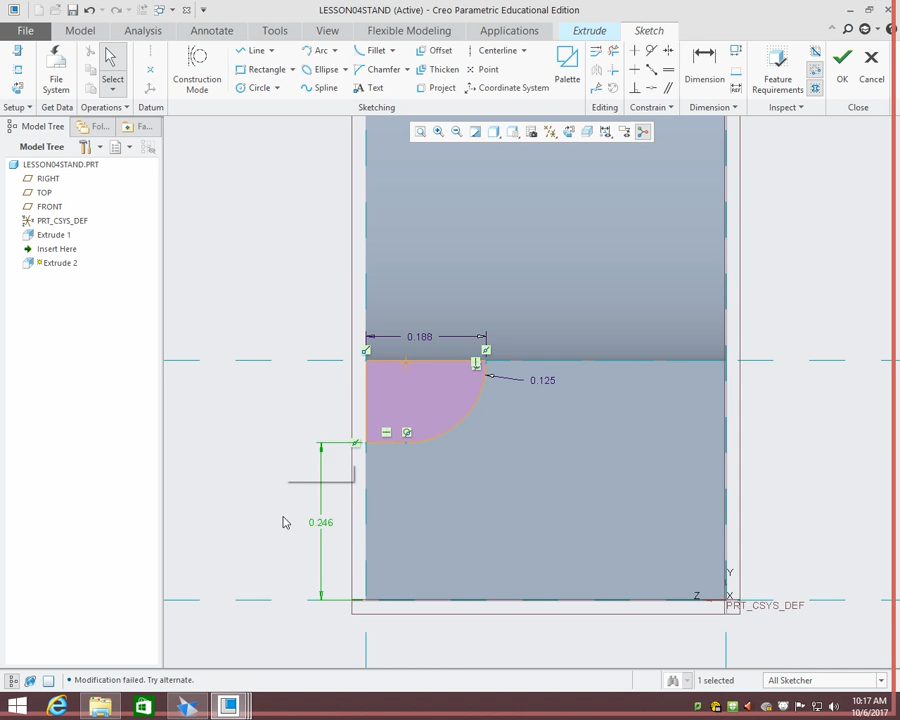 LESSON04STAND (Active) - Creo Parametric Educational Edition
File Model Analysis Annotate Tools View Flexible Modeling Applications Extrude Sketch
Line Arc Fillet Offset Centerline
Rectangle Ellipse Chamfer Thicken Point
Circle Spline Text Project Coordinate System
File System
Select
Construction Mode
Palette
Dimension
Feature Requirements
OK Cancel
Setup Get Data Operations Datum Sketching Editing Constrain Dimension Inspect Close
Model Tree Fol... Fa...
Model Tree
LESSON04STAND.PRT
RIGHT
TOP
FRONT
PRT_CSYS_DEF
Extrude 1
Insert Here
Extrude 2
0.188
0.125
0.246
Y
Z X
PRT_CSYS_DEF
Modification failed. Try alternate.
1 selected
All Sketcher
10:17 AM
10/6/2017